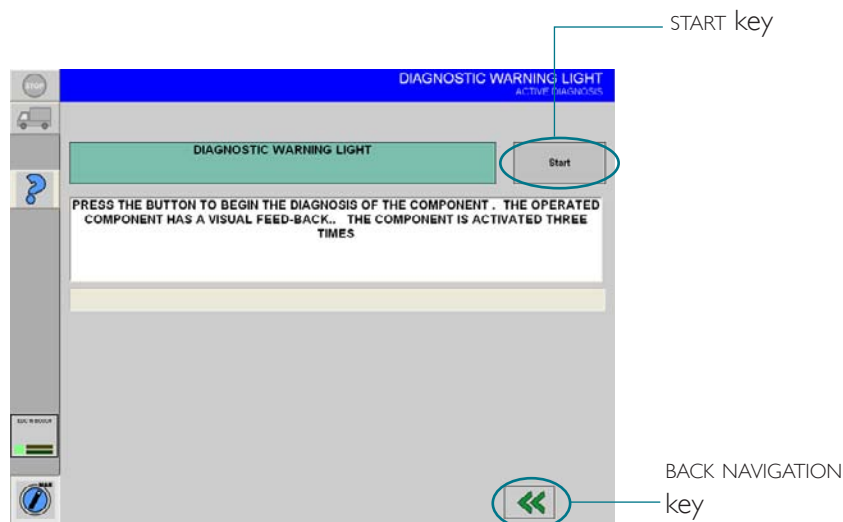 START key
STOP
DIAGNOSTIC WARNING LIGHT
ACTIVE DIAGNOSIS
DIAGNOSTIC WARNING LIGHT
Start
PRESS THE BUTTON TO BEGIN THE DIAGNOSIS OF THE COMPONENT . THE OPERATED
COMPONENT HAS A VISUAL FEED-BACK.. THE COMPONENT IS ACTIVATED THREE
TIMES
BACK NAVIGATION
key